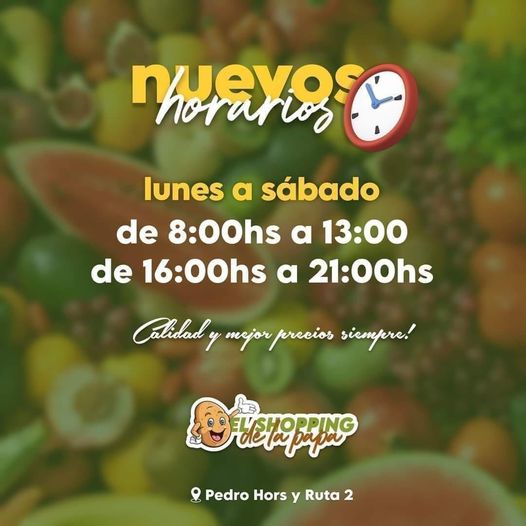 nuevos
horarios
lunes a sábado
de 8:00hs a 13:00
de 16:00hs a 21:00hs
Calidad y mejor precios siempre!
EL SHOPPING
de la papa
Pedro Hors y Ruta 2